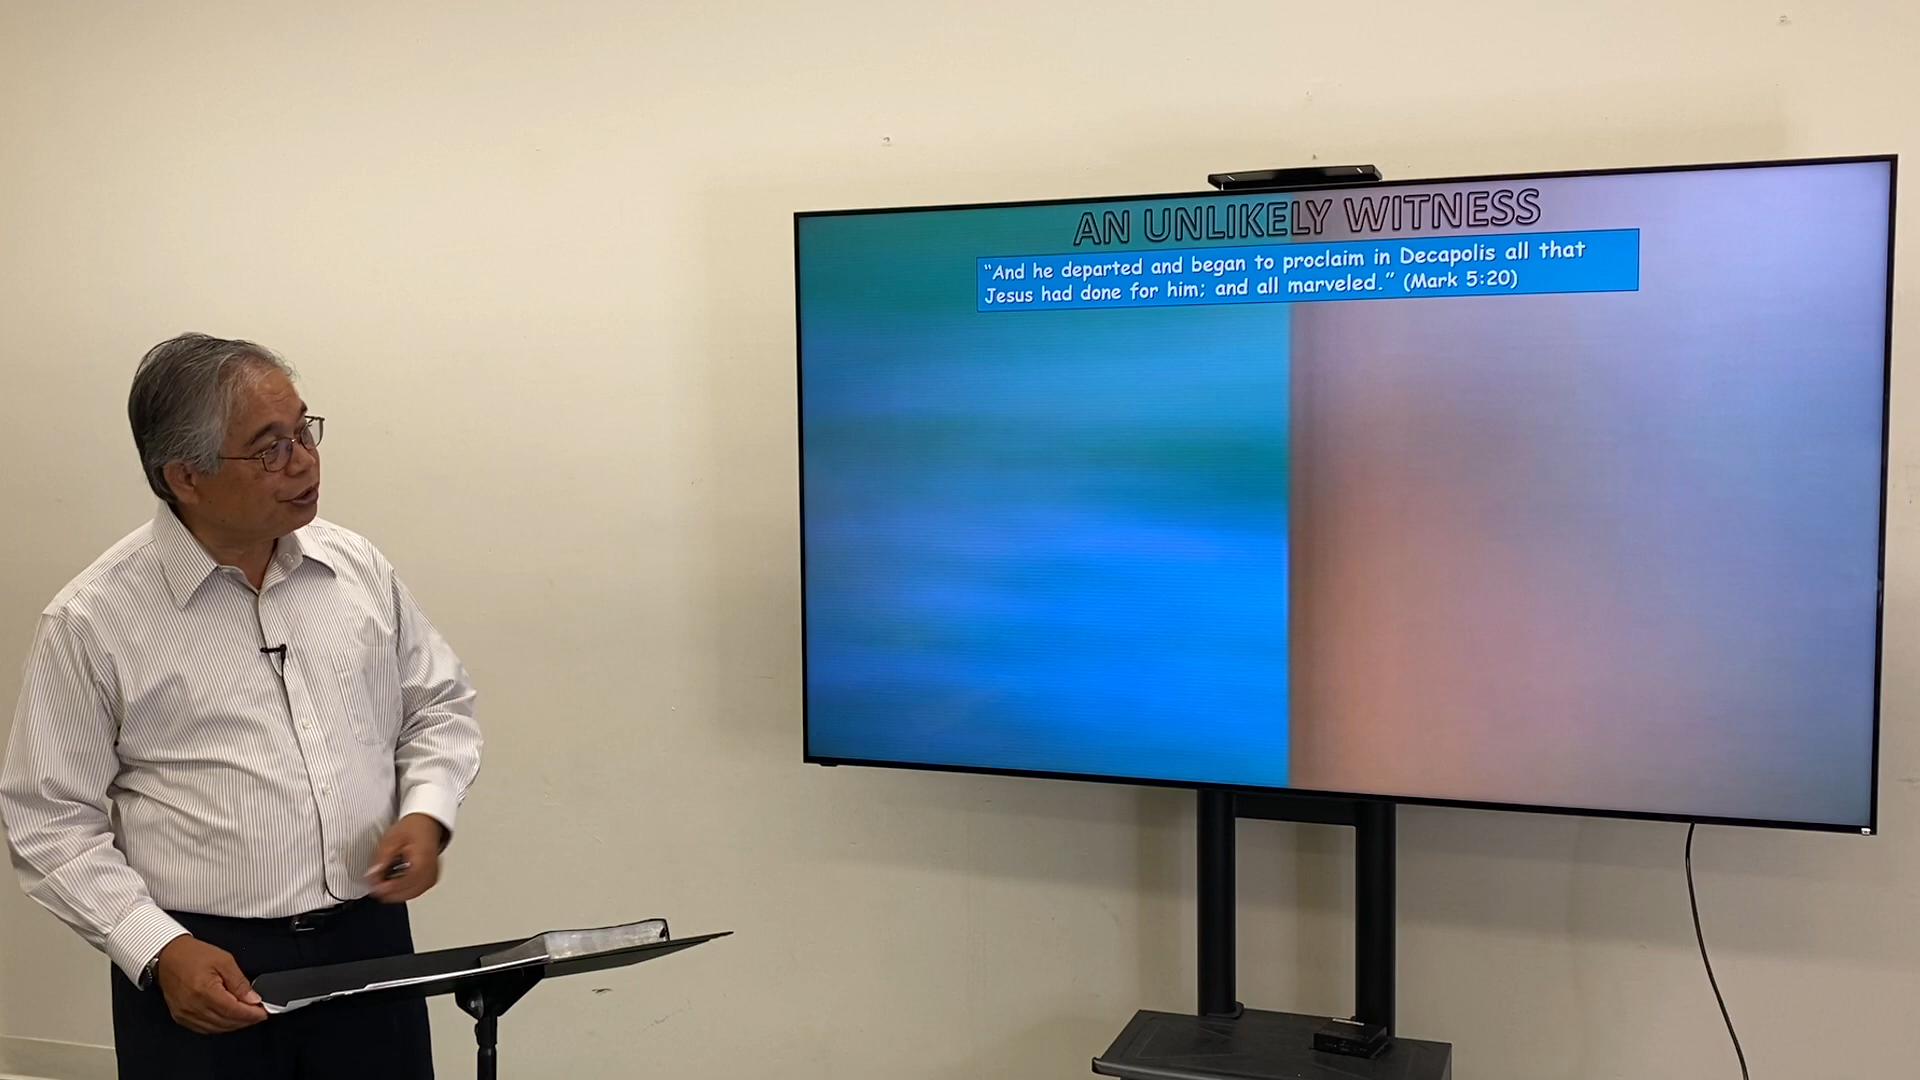 AN UNLIKELY WITNESS
“And he departed and began to proclaim in Decapolis all that
Jesus had done for him; and all marveled.” (Mark 5:20)